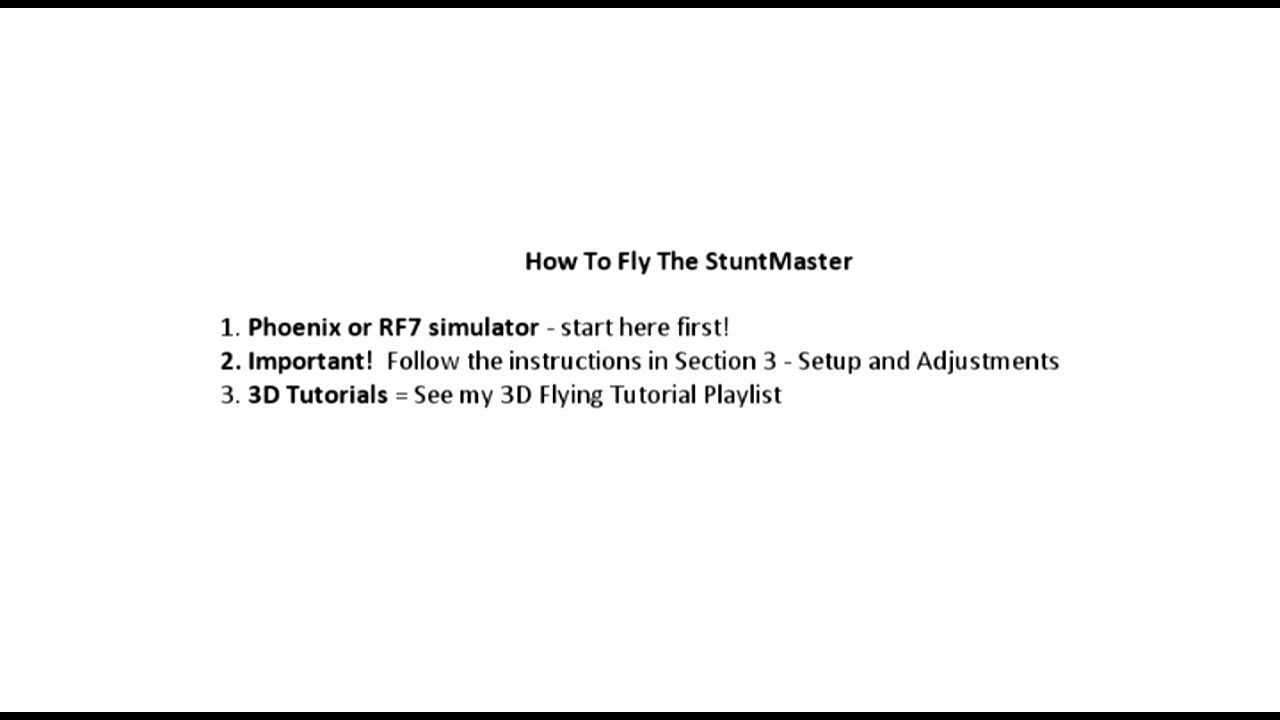 How To Fly The StuntMaster
1. Phoenix or RF7 simulator - start here first!
2. Important!  Follow the instructions in Section 3 - Setup and Adjustments
3. 3D Tutorials = See my 3D Flying Tutorial Playlist